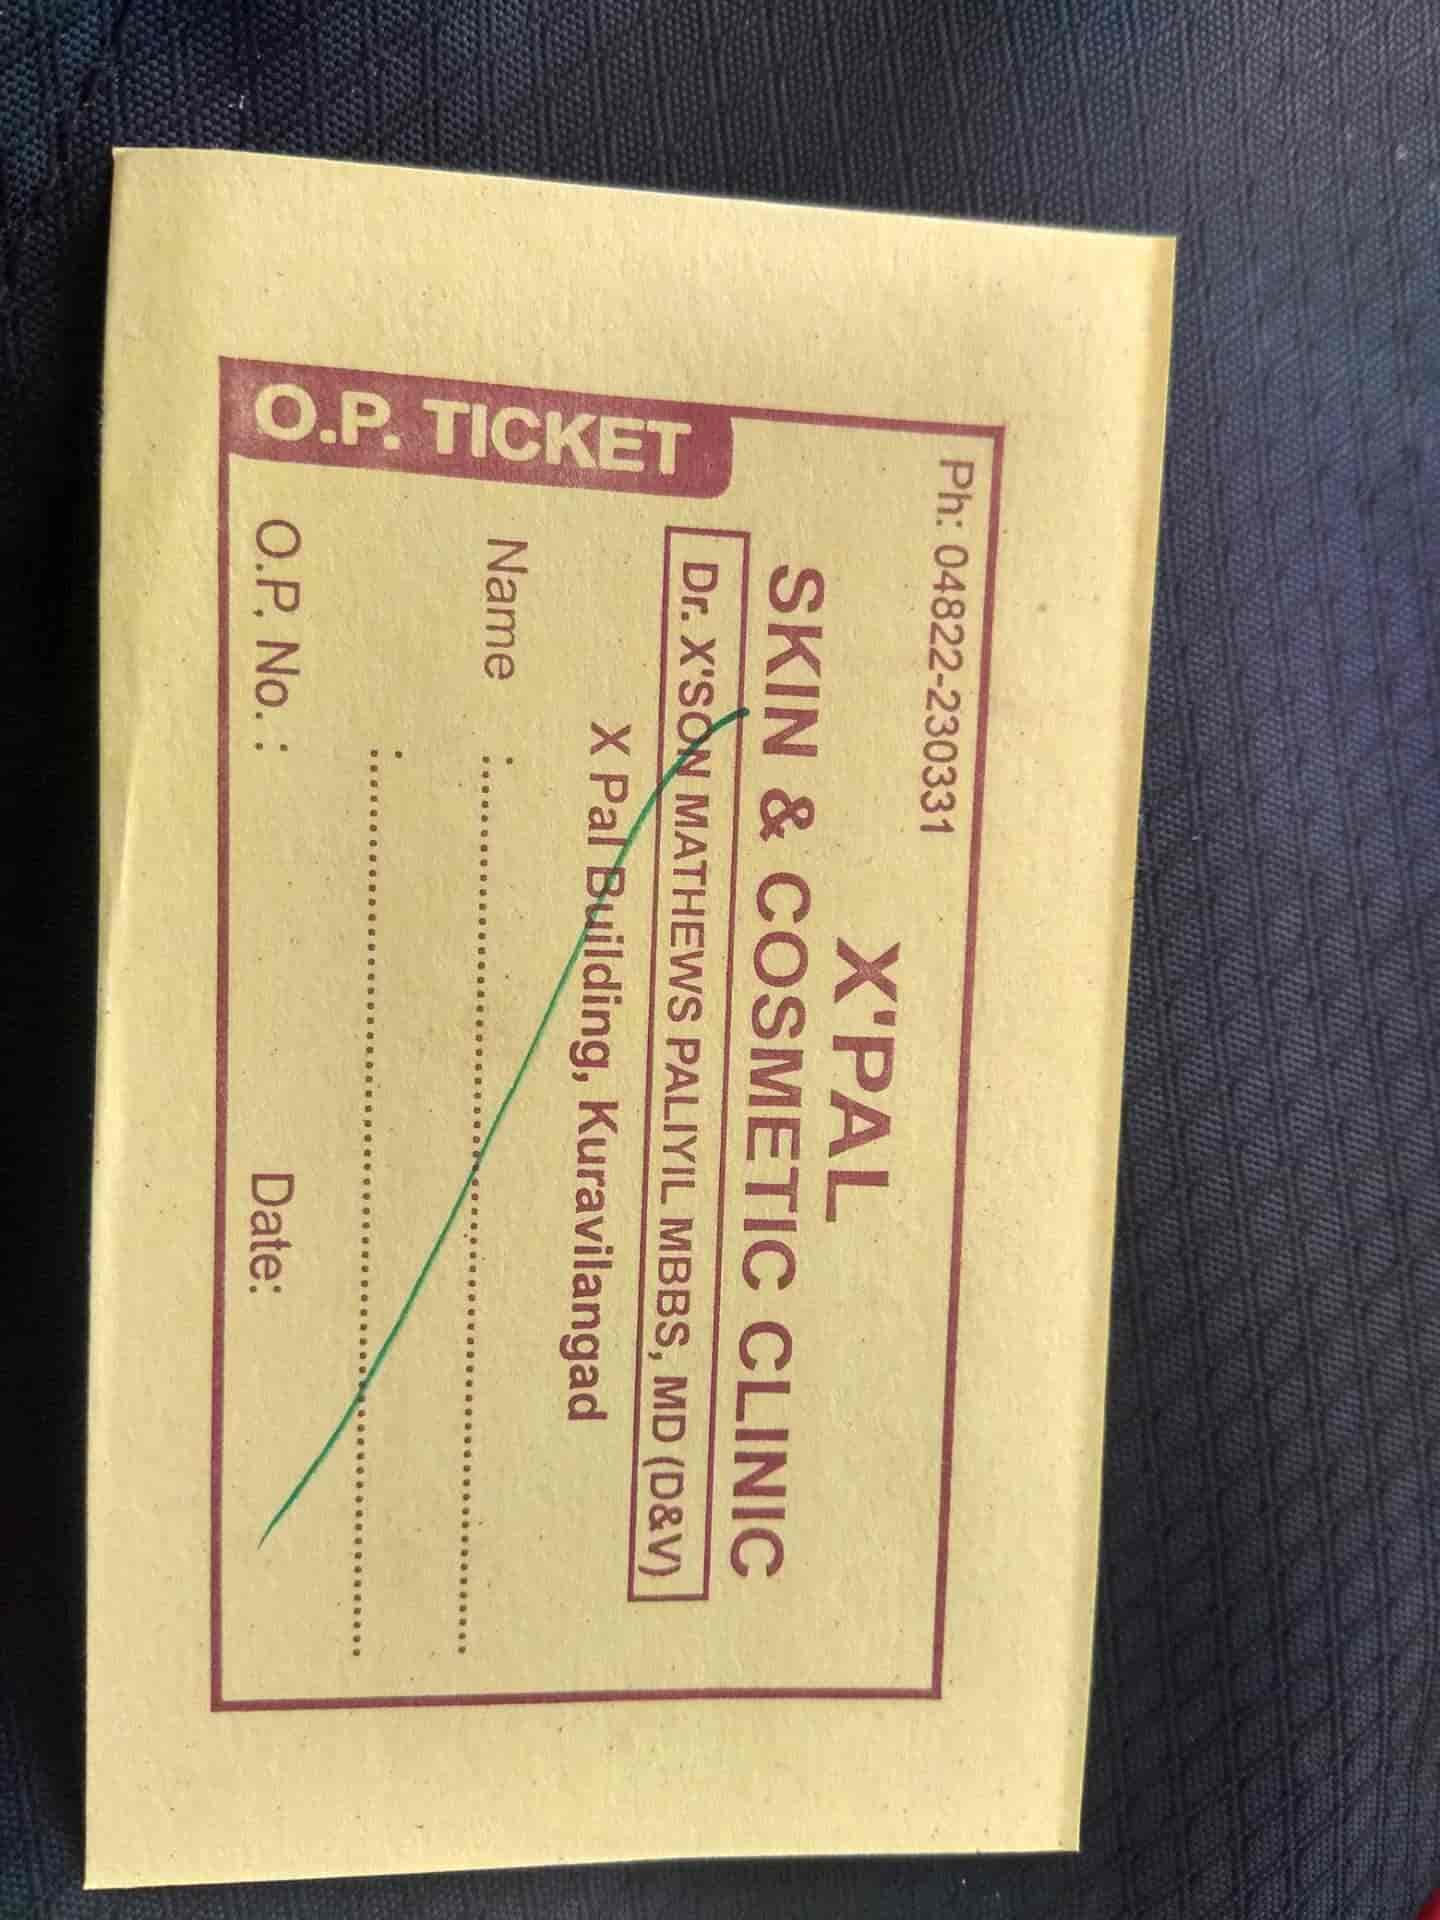 Ph: 04822-230331
X'PAL
SKIN & COSMETIC CLINIC
Dr. X'SON MATHEWS PALIYIL MBBS, MD (D&V)
X Pal Building, Kuravilangad
O.P. TICKET
Name : ..........................................................................
: ..........................................................................
O.P. No. :
Date: